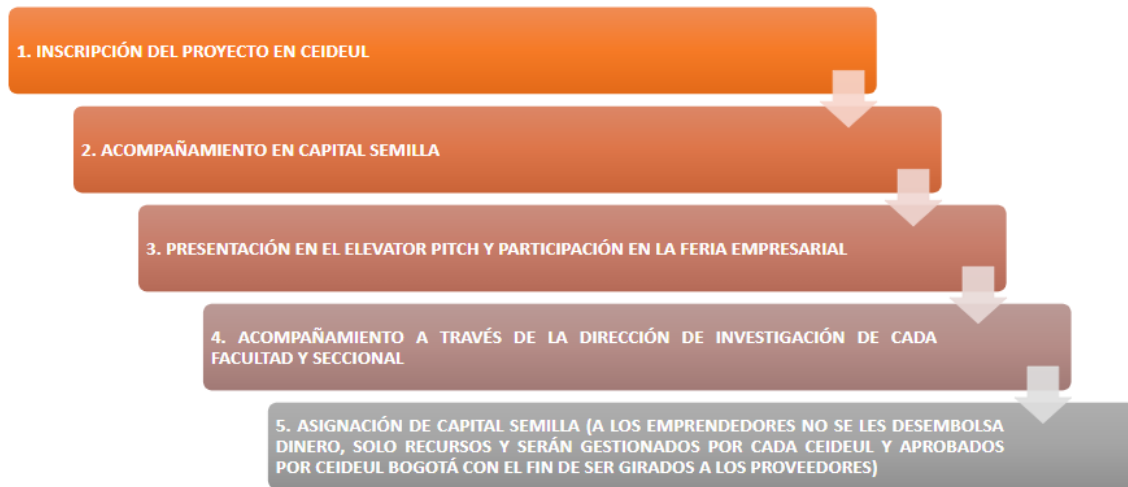 1. INSCRIPCIÓN DEL PROYECTO EN CEIDEUL
2. ACOMPAÑAMIENTO EN CAPITAL SEMILLA
3. PRESENTACIÓN EN EL ELEVATOR PITCH Y PARTICIPACIÓN EN LA FERIA EMPRESARIAL
4. ACOMPAÑAMIENTO A TRAVÉS DE LA DIRECCIÓN DE INVESTIGACIÓN DE CADA
FACULTAD Y SECCIONAL
5. ASIGNACIÓN DE CAPITAL SEMILLA (A LOS EMPRENDEDORES NO SE LES DESEMBOLSA
DINERO, SOLO RECURSOS Y SERÁN GESTIONADOS POR CADA CEIDEUL Y APROBADOS
POR CEIDEUL BOGOTÁ CON EL FIN DE SER GIRADOS A LOS PROVEEDORES)